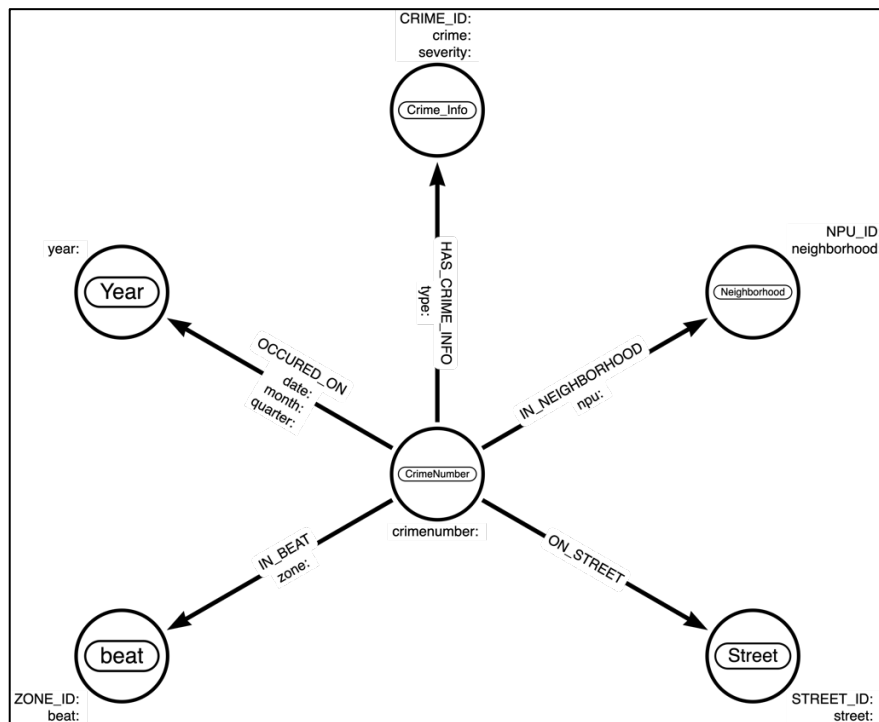 CRIME_ID:
crime:
severity:
Crime_Info
HAS_CRIME_INFO
type:
year:
Year
OCCURED_ON
date:
month:
quarter:
NPU_ID
neighborhood
Neighborhood
IN_NEIGHBORHOOD
npu:
CrimeNumber
crimenumber:
IN_BEAT
zone:
ON_STREET
beat
ZONE_ID:
beat:
Street
STREET_ID:
street: